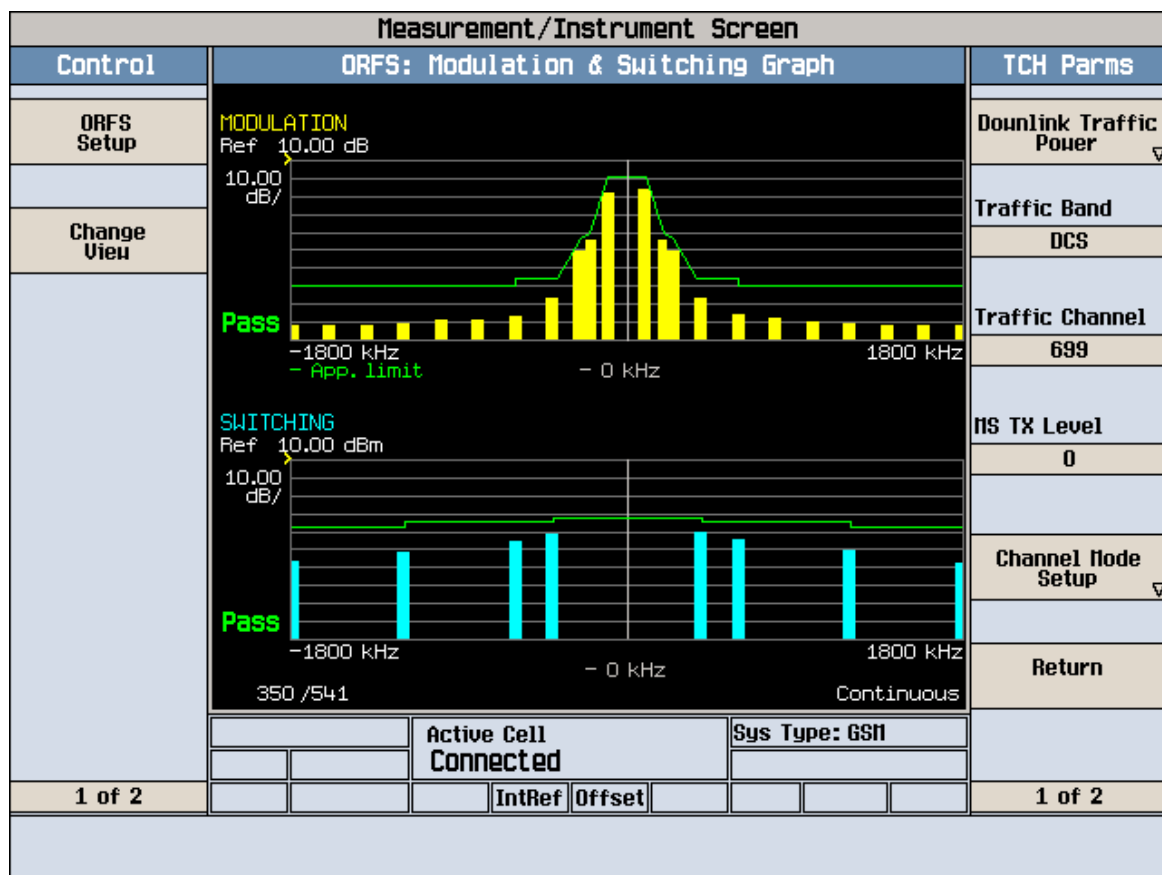 Measurement/Instrument Screen
Control
ORFS
Setup
Change
View
1 of 2
ORFS: Modulation & Switching Graph
MODULATION
Ref 10.00 dB
10.00
dB/
Pass
-1800 kHz
1800 kHz
- App. limit
- 0 kHz
SWITCHING
Ref 10.00 dBm
10.00
dB/
Pass
-1800 kHz
1800 kHz
- 0 kHz
350 /541
Continuous
Active Cell
Connected
Sys Type: GSM
IntRef
Offset
TCH Parms
Downlink Traffic
Power
Traffic Band
DCS
Traffic Channel
699
MS TX Level
0
Channel Mode
Setup
Return
1 of 2